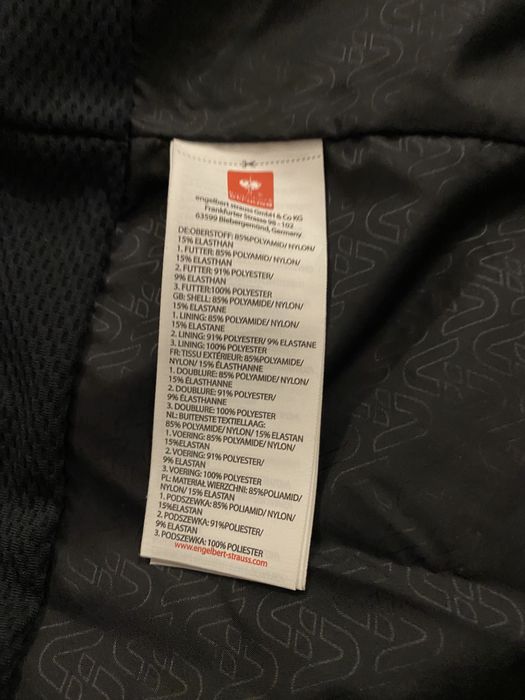 engelbert strauss GmbH & Co KG
Frankfurter Strasse 98 - 102
63599 Biebergemünd, Germany
DE:OBERSTOFF: 85%POLYAMID/ NYLON/
15% ELASTHAN
1. FUTTER: 85% POLYAMID/ NYLON/
15% ELASTHAN
2. FUTTER: 91% POLYESTER/
9% ELASTHAN
3. FUTTER:100% POLYESTER
GB: SHELL: 85% POLYAMIDE/ NYLON/
15% ELASTANE
1. LINING: 85% POLYAMIDE/ NYLON/
15% ELASTANE
2. LINING: 91% POLYESTER/ 9% ELASTANE
3. LINING: 100% POLYESTER
FR: TISSU EXTÉRIEUR: 85%POLYAMIDE/
NYLON/ 15% ÉLASTHANNE
1. DOUBLURE: 85% POLYAMIDE/ NYLON/
15% ÉLASTHANNE
2. DOUBLURE: 91% POLYESTER/
9% ÉLASTHANNE
3. DOUBLURE: 100% POLYESTER
NL: BUITENSTE TEXTIELLAAG:
85% POLYAMIDE/ NYLON/ 15% ELASTAN
1. VOERING: 85% POLYAMIDE/ NYLON/
15%ELASTAN
2. VOERING: 91% POLYESTER/
9% ELASTAN
3. VOERING: 100% POLYESTER
PL: MATERIAŁ WIERZCHNI: 85%POLIAMID/
NYLON/ 15% ELASTAN
1. PODSZEWKA: 85% POLIAMID/ NYLON/
15%ELASTAN
2. PODSZEWKA: 91%POLIESTER/
9% ELASTAN
3. PODSZEWKA: 100% POLIESTER
www.engelbert-strauss.com